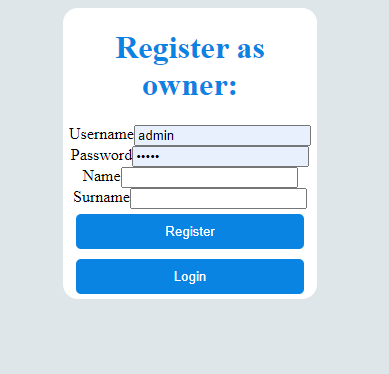 Register as
owner:
Username admin
Password •••••
Name
Surname
Register
Login